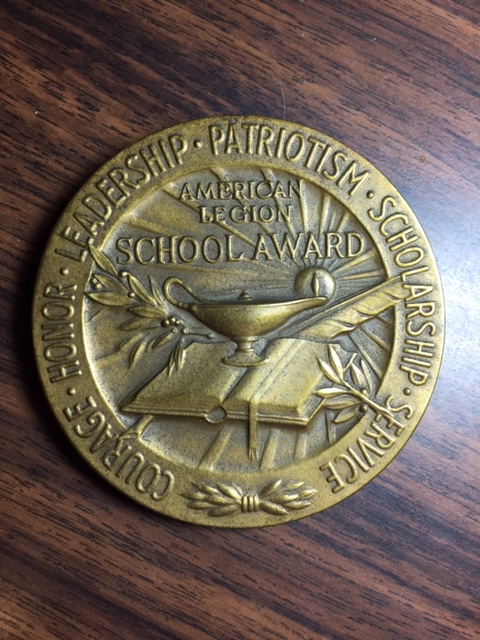 COURAGE · HONOR · LEADERSHIP · PATRIOTISM · SCHOLARSHIP · SERVICE
AMERICAN
LEGION
SCHOOL AWARD